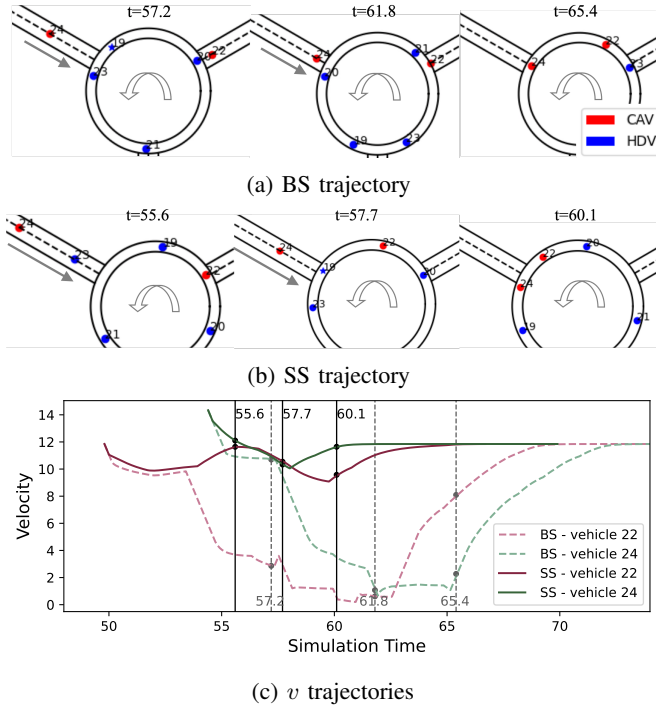 t=57.2
t=61.8
t=65.4
24
19
23
20
22
21
24
20
21
22
19
23
22
24
23
CAV
HDV
(a) BS trajectory
t=55.6
t=57.7
t=60.1
24
23
19
22
21
20
24
22
19
20
23
22
20
24
19
21
(b) SS trajectory
14
12
10
8
6
4
2
0
Velocity
55.6
57.7
60.1
57.2
61.8
65.4
BS - vehicle 22
BS - vehicle 24
SS - vehicle 22
SS - vehicle 24
50
55
60
65
70
Simulation Time
(c) v trajectories